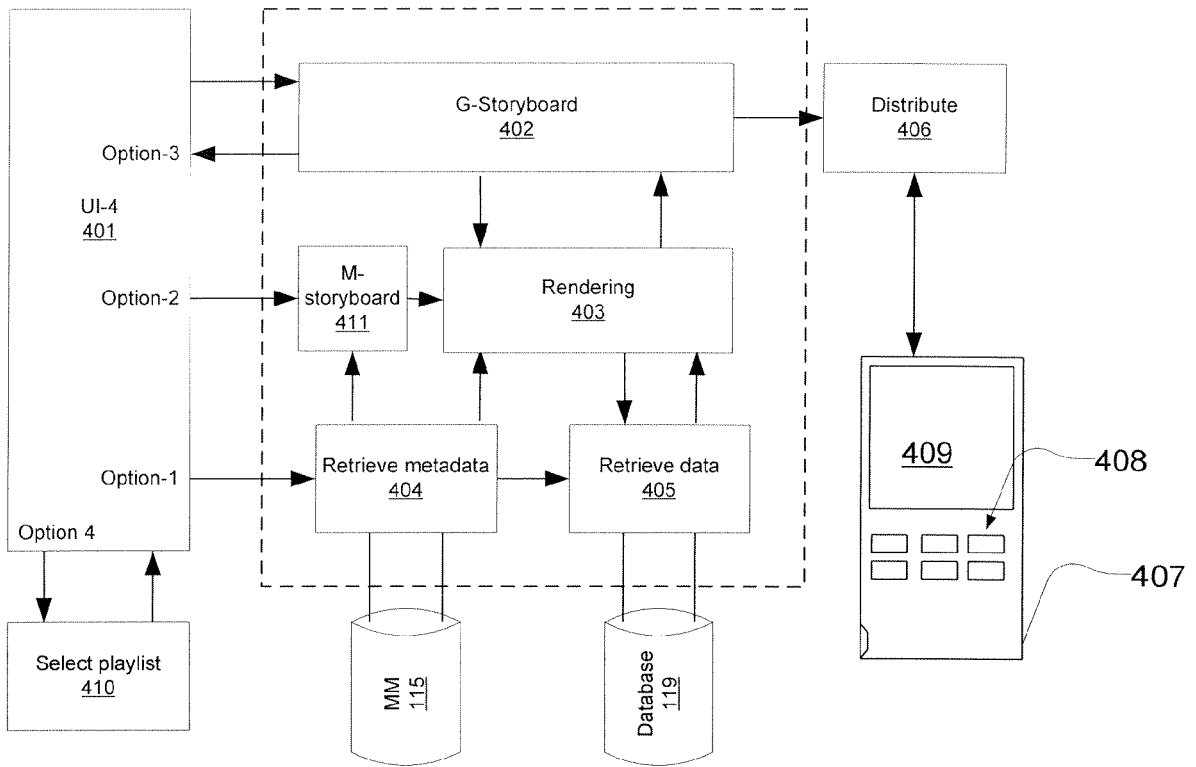 G-Storyboard
402
Distribute
406
Option-3
UI-4
401
Option-2
M-
storyboard
411
Rendering
403
Option-1
Retrieve metadata
404
Retrieve data
405
409
408
Option 4
407
Select playlist
410
MM
115
Database
119